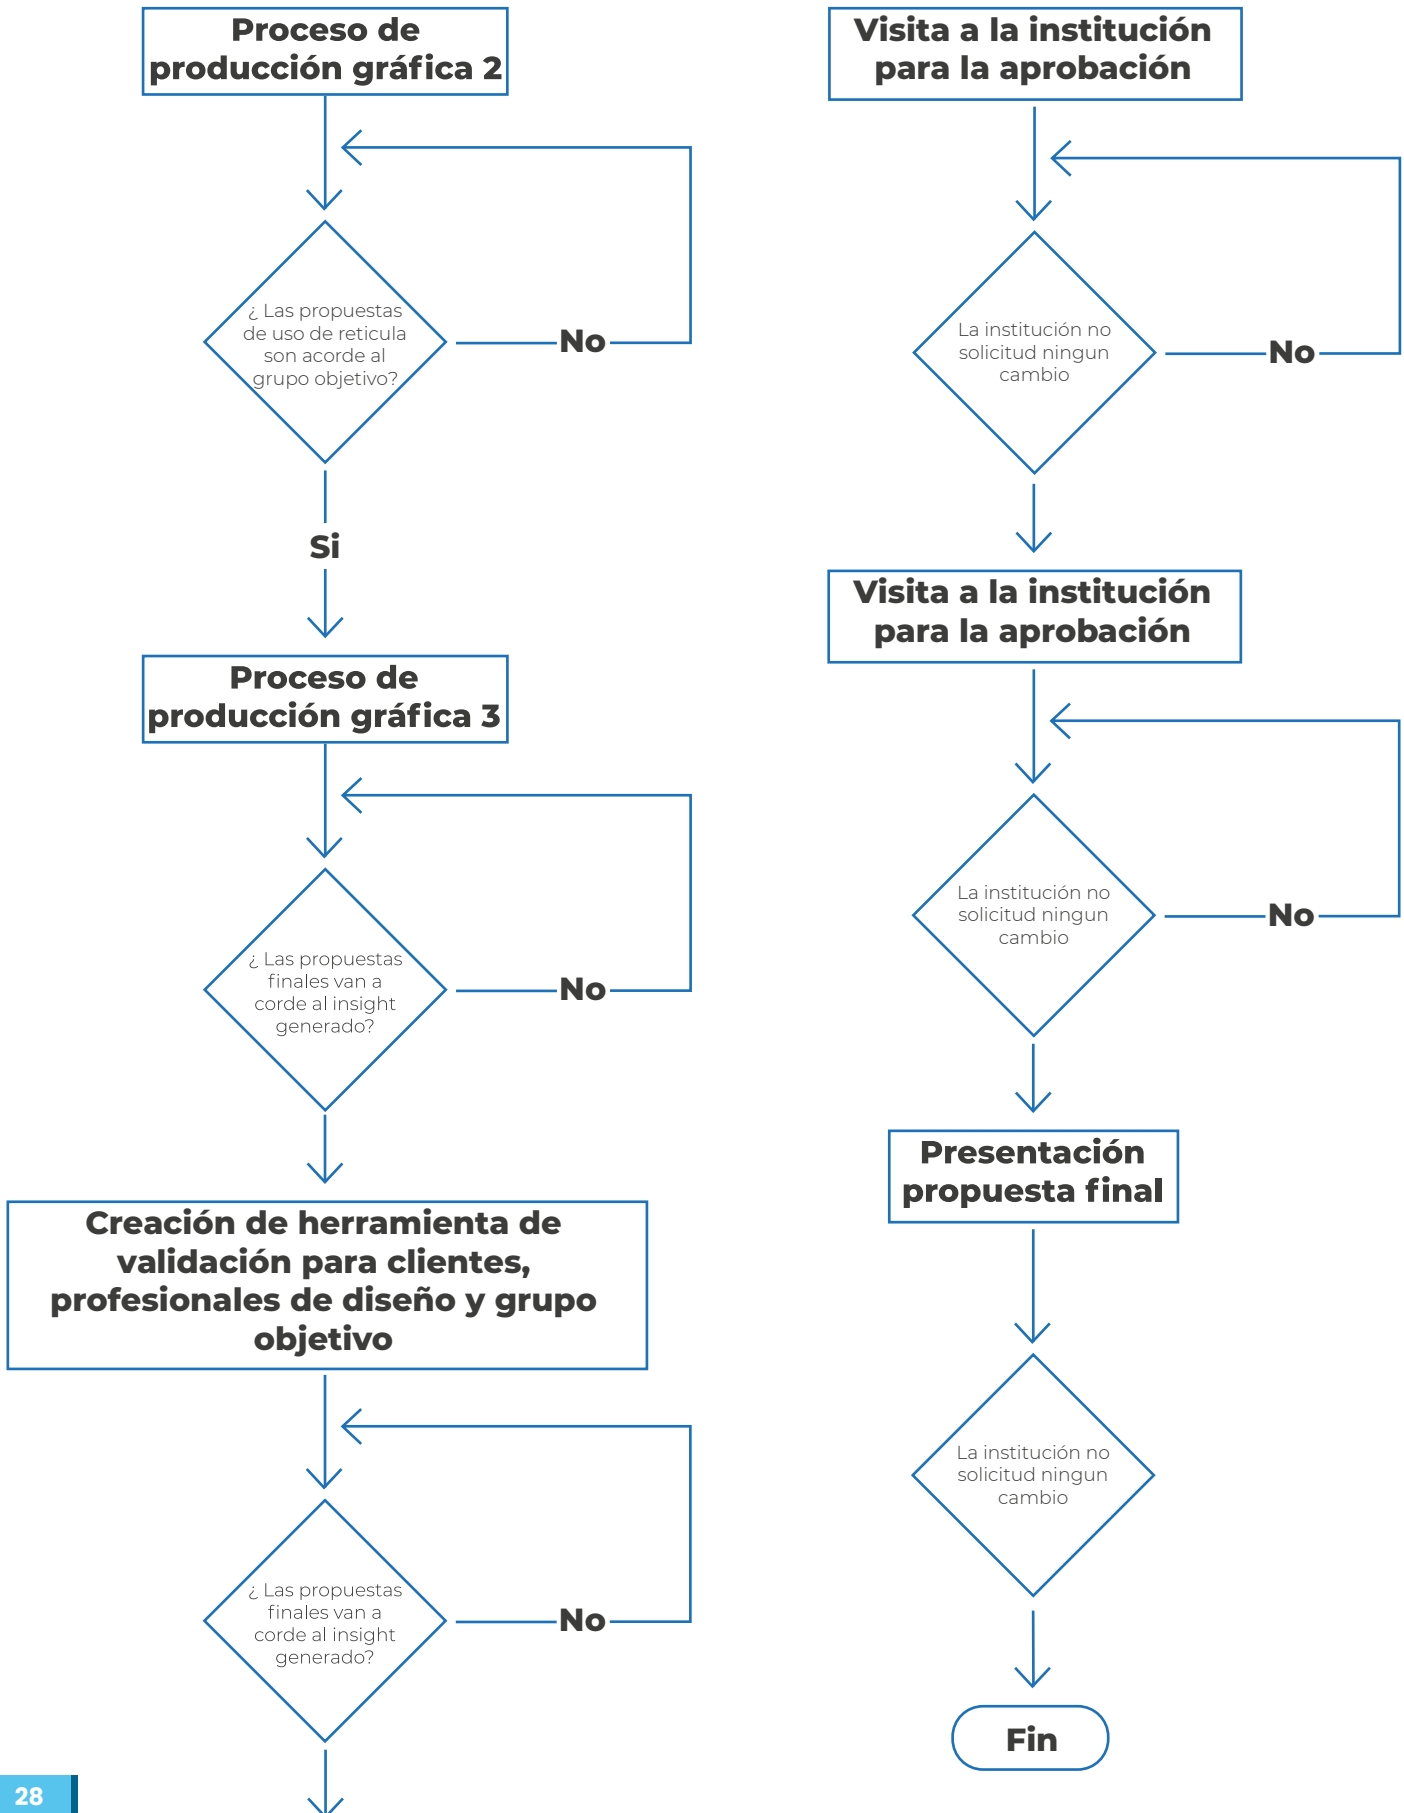 Proceso de
producción gráfica 2
¿ Las propuestas
de uso de reticula
son acorde al
grupo objetivo?
No
Si
Proceso de
producción gráfica 3
¿ Las propuestas
finales van a
corde al insight
generado?
No
Creación de herramienta de
validación para clientes,
profesionales de diseño y grupo
objetivo
¿ Las propuestas
finales van a
corde al insight
generado?
No
Visita a la institución
para la aprobación
La institución no
solicitud ningun
cambio
No
Visita a la institución
para la aprobación
La institución no
solicitud ningun
cambio
No
Presentación
propuesta final
La institución no
solicitud ningun
cambio
Fin
28